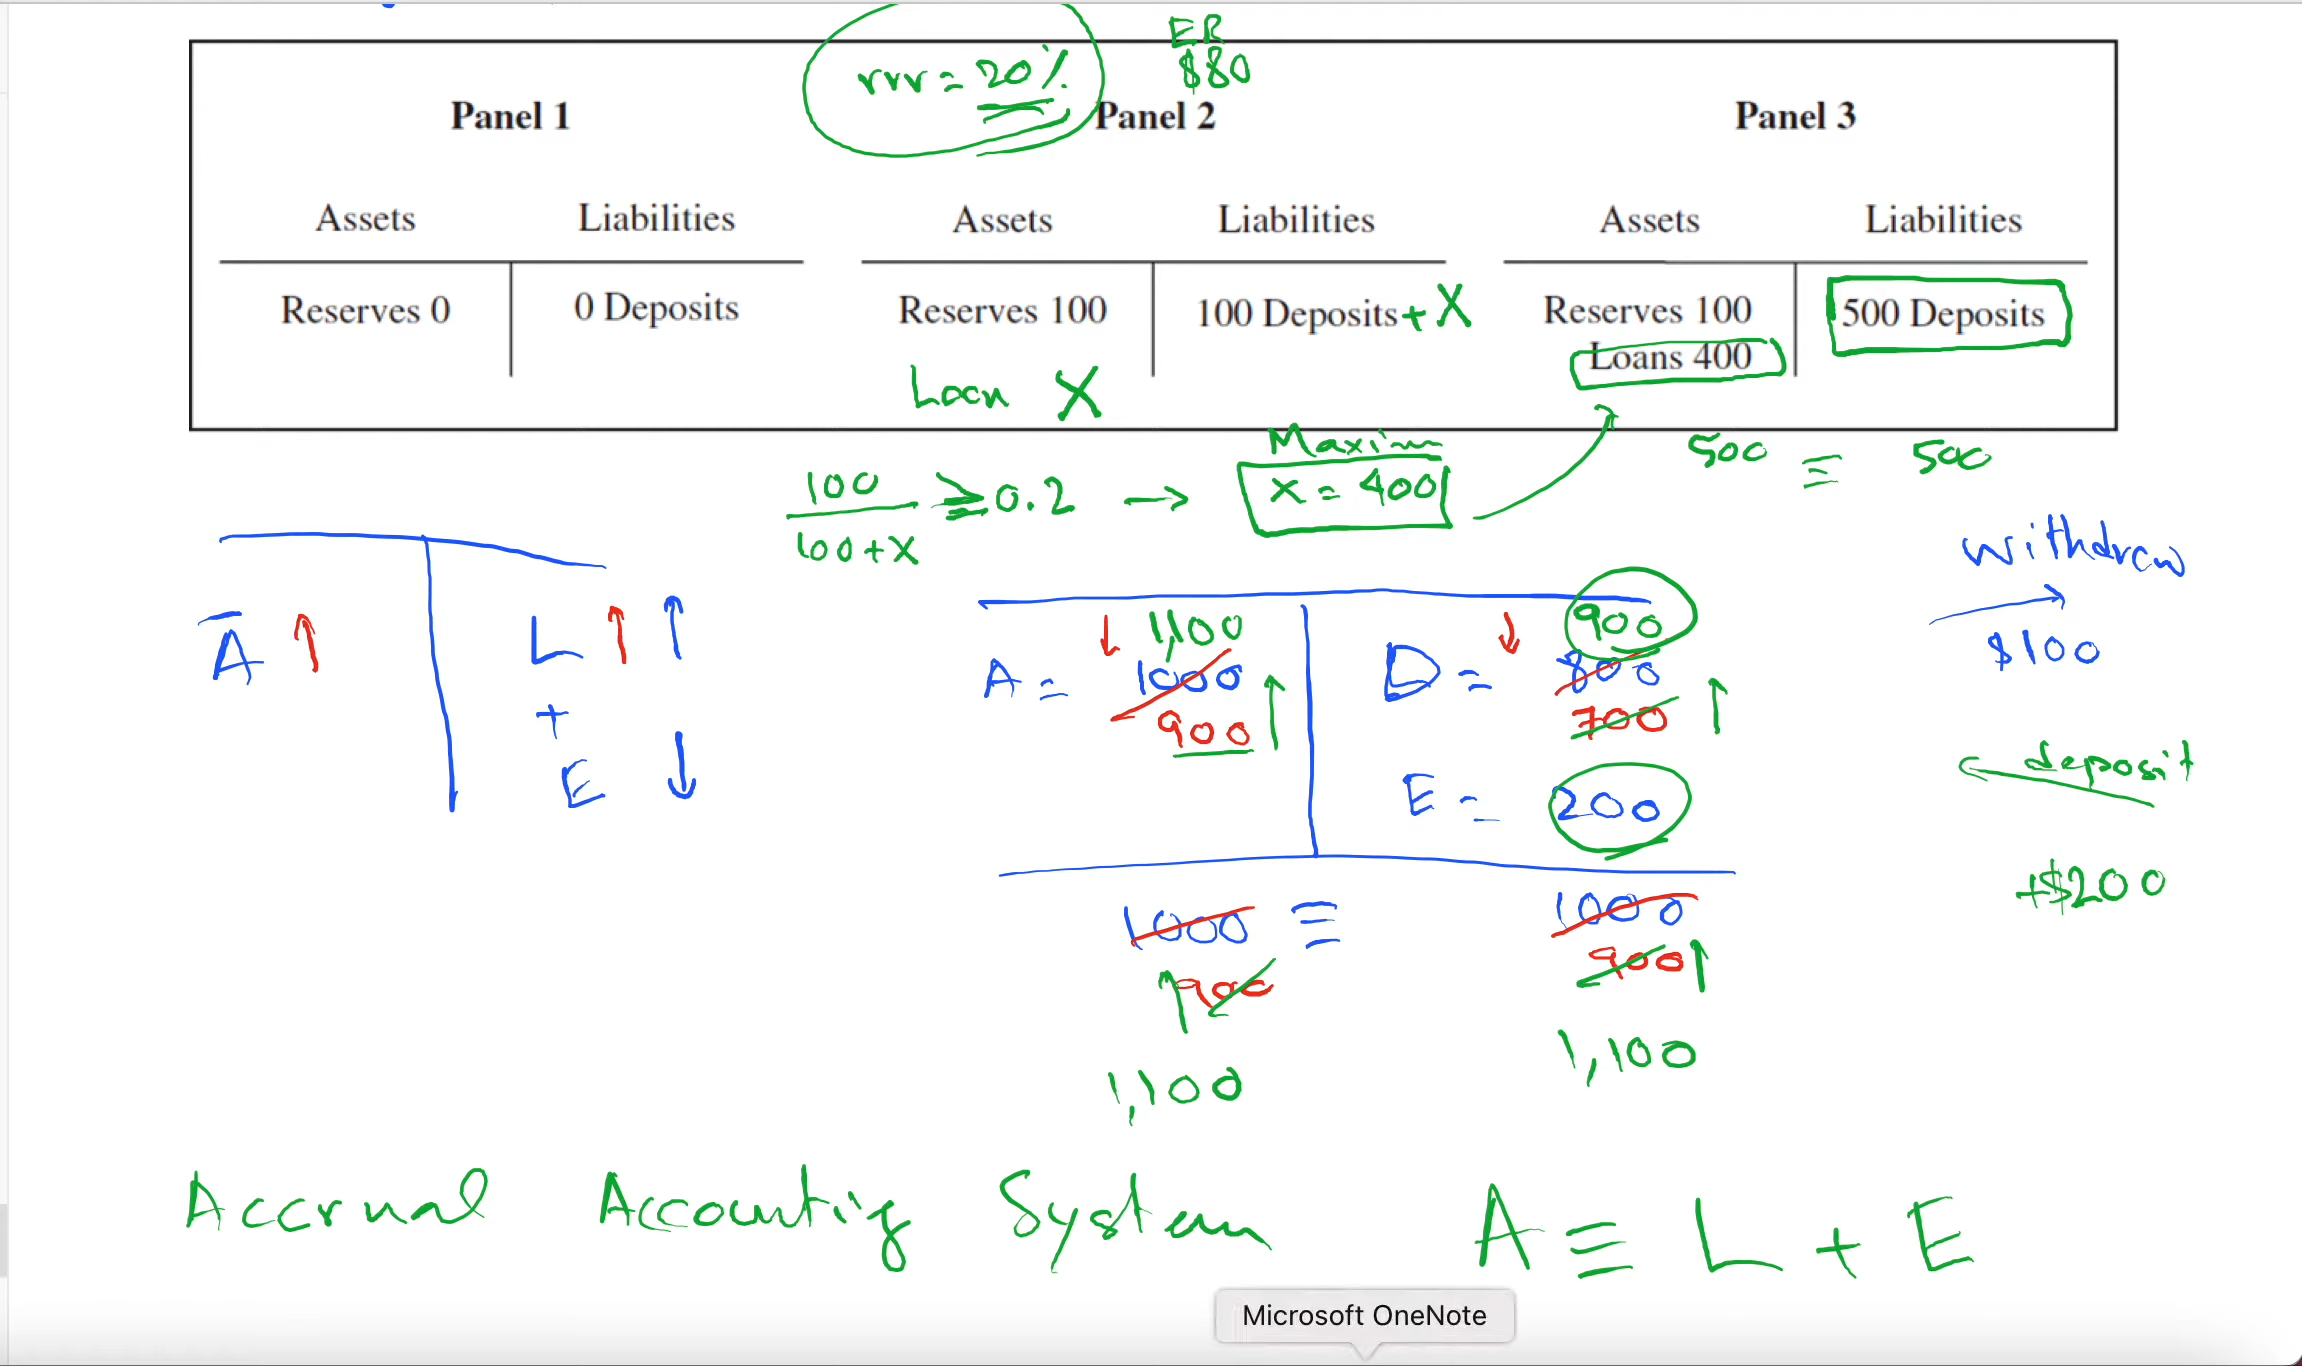 ER
rrr = 20% $80
Panel 1 Panel 2 Panel 3
Assets Liabilities Assets Liabilities Assets Liabilities
Reserves 0 0 Deposits Reserves 100 100 Deposits + X Reserves 100 500 Deposits
Loans 400
Loan X
Maxim
500 ≡ 500
100 / 100+X ≥ 0.2 → X = 400
withdraw
$100
A ↑ L ↑ ↑
+
E ↓
↓ 1,100 ↓ 900
A = 1000 ↑ D = 800
900 700 ↑
E = 200
deposit
+$200
1000 ≡ 1000
↑ 900 900 ↑
1,100 1,100
Accrual Accounting System A ≡ L + E
Microsoft OneNote